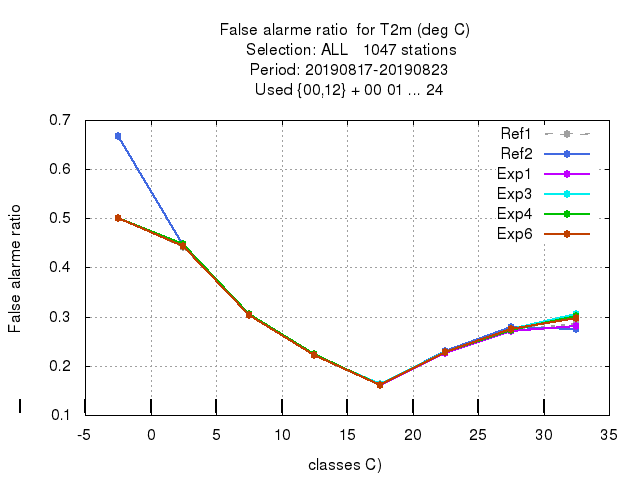 False alarme ratio  for T2m (deg C)
Selection: ALL   1047 stations
Period: 20190817-20190823
Used {00,12} + 00 01 ... 24
Ref1
Ref2
Exp1
Exp3
Exp4
Exp6
False alarme ratio
0.7
0.6
0.5
0.4
0.3
0.2
0.1
-5 0 5 10 15 20 25 30 35
classes C)